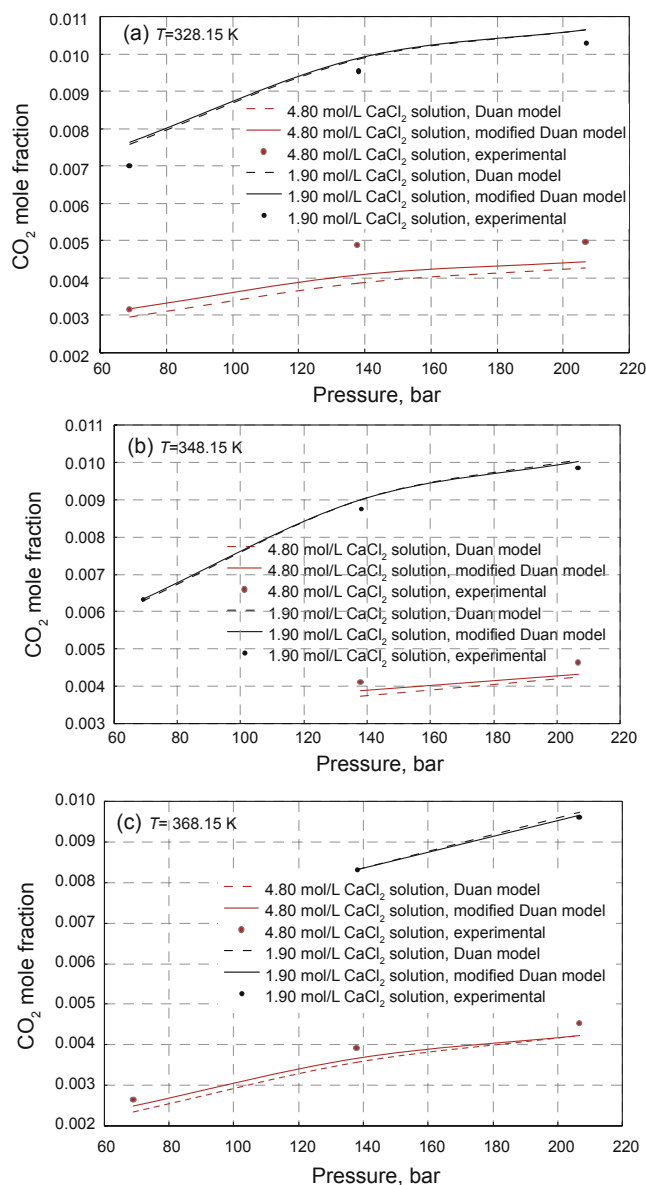 (a) T=328.15 K
0.011
0.010
0.009
0.008
0.007
0.006
0.005
0.004
0.003
0.002
CO₂ mole fraction
4.80 mol/L CaCl₂ solution, Duan model
4.80 mol/L CaCl₂ solution, modified Duan model
4.80 mol/L CaCl₂ solution, experimental
1.90 mol/L CaCl₂ solution, Duan model
1.90 mol/L CaCl₂ solution, modified Duan model
1.90 mol/L CaCl₂ solution, experimental
60 80 100 120 140 160 180 200 220
Pressure, bar
(b) T=348.15 K
0.011
0.010
0.009
0.008
0.007
0.006
0.005
0.004
0.003
CO₂ mole fraction
4.80 mol/L CaCl₂ solution, Duan model
4.80 mol/L CaCl₂ solution, modified Duan model
4.80 mol/L CaCl₂ solution, experimental
1.90 mol/L CaCl₂ solution, Duan model
1.90 mol/L CaCl₂ solution, modified Duan model
1.90 mol/L CaCl₂ solution, experimental
60 80 100 120 140 160 180 200 220
Pressure, bar
(c) T= 368.15 K
0.010
0.009
0.008
0.007
0.006
0.005
0.004
0.003
0.002
CO₂ mole fraction
4.80 mol/L CaCl₂ solution, Duan model
4.80 mol/L CaCl₂ solution, modified Duan model
4.80 mol/L CaCl₂ solution, experimental
1.90 mol/L CaCl₂ solution, Duan model
1.90 mol/L CaCl₂ solution, modified Duan model
1.90 mol/L CaCl₂ solution, experimental
60 80 100 120 140 160 180 200 220
Pressure, bar